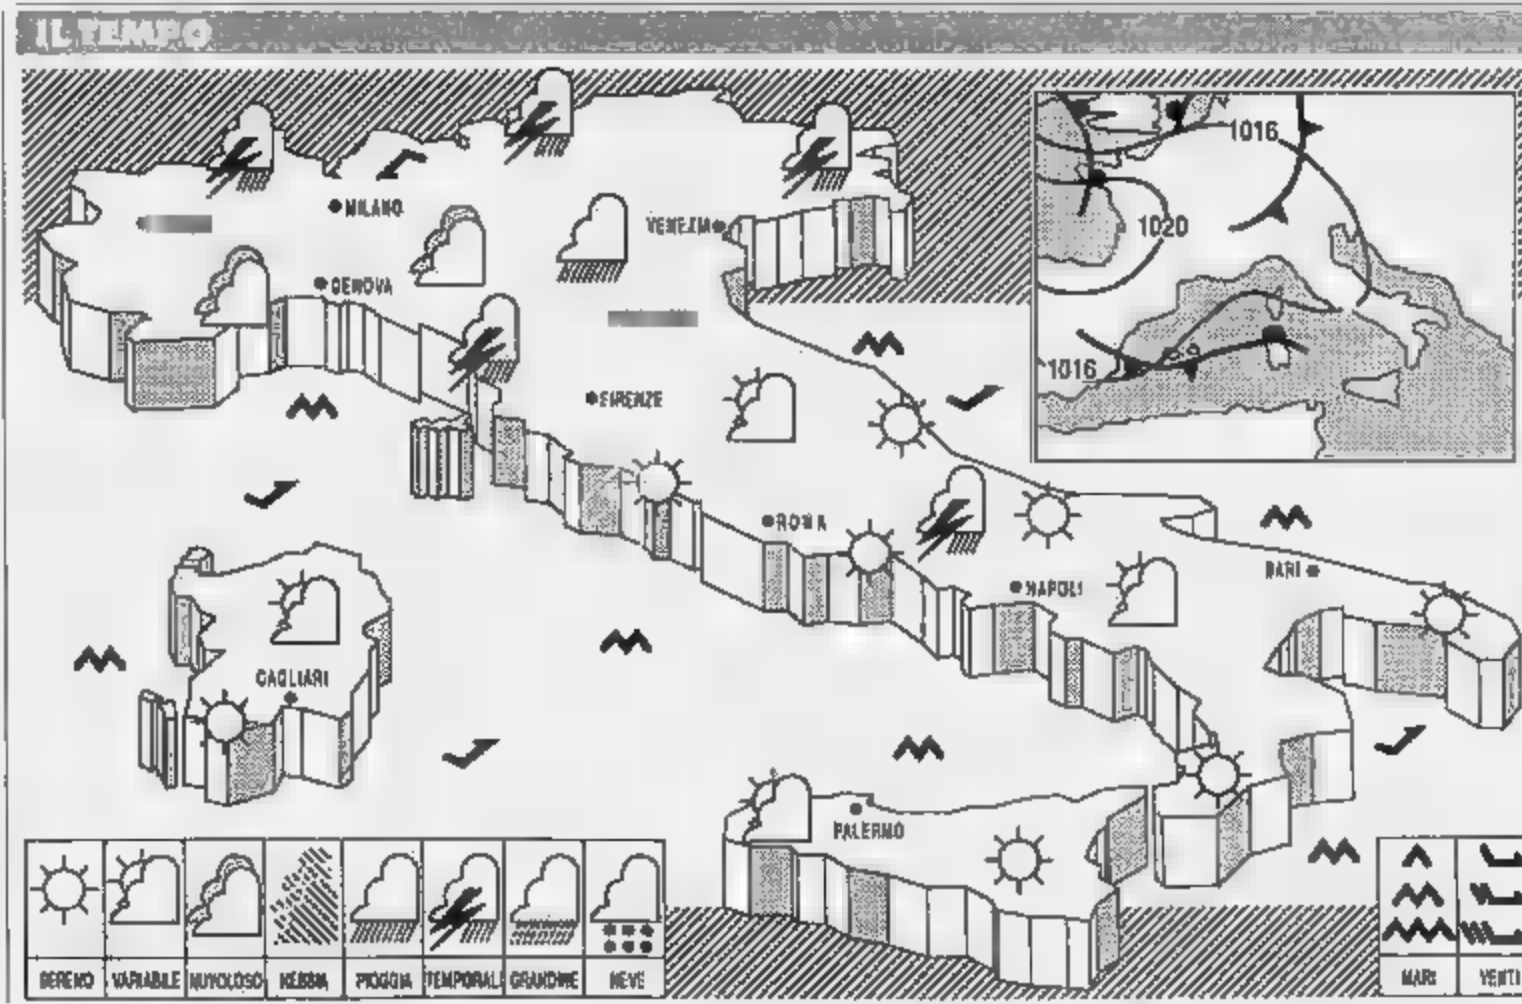 IL TEMPO
1016
MILANO
VENEZIA
1020
GENOVA
1016
FIRENZE
ROMA
BARI
NAPOLI
CAGLIARI
PALERMO
SERENO VARIABILE NUVOLOSO NEBBIA PIOGGIA TEMPORALI GRANDINE NEVE
MARI VENTI